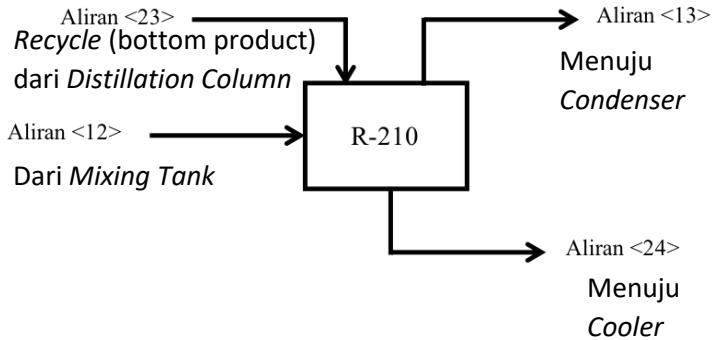 Aliran <23>
Recycle (bottom product)
dari Distillation Column
Aliran <12>
Dari Mixing Tank
R-210
Aliran <13>
Menuju
Condenser
Aliran <24>
Menuju
Cooler